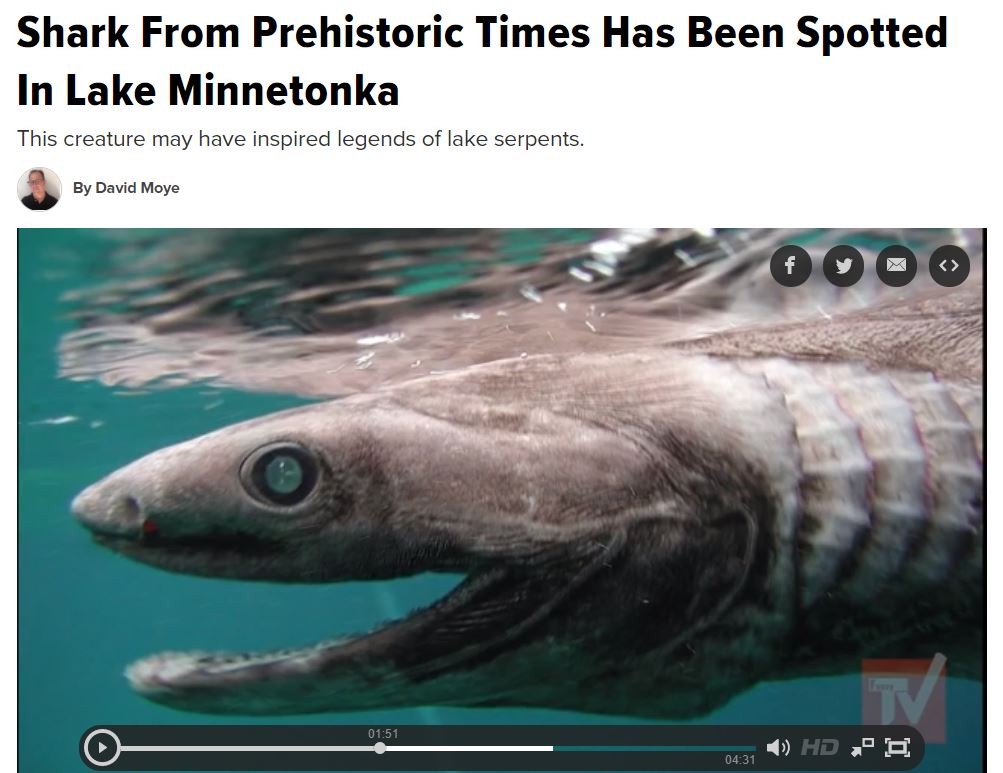 Shark From Prehistoric Times Has Been Spotted
In Lake Minnetonka
This creature may have inspired legends of lake serpents.
By David Moye
01:51
04:31
HD
TV